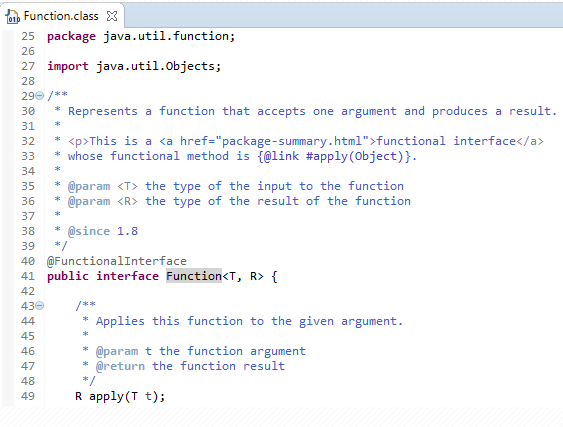 Function.class
25 package java.util.function;
26
27 import java.util.Objects;
28
29 /**
30  * Represents a function that accepts one argument and produces a result.
31  *
32  * <p>This is a <a href="package-summary.html">functional interface</a>
33  * whose functional method is {@link #apply(Object)}.
34  *
35  * @param <T> the type of the input to the function
36  * @param <R> the type of the result of the function
37  *
38  * @since 1.8
39  */
40 @FunctionalInterface
41 public interface Function<T, R> {
42
43     /**
44      * Applies this function to the given argument.
45      *
46      * @param t the function argument
47      * @return the function result
48      */
49     R apply(T t);